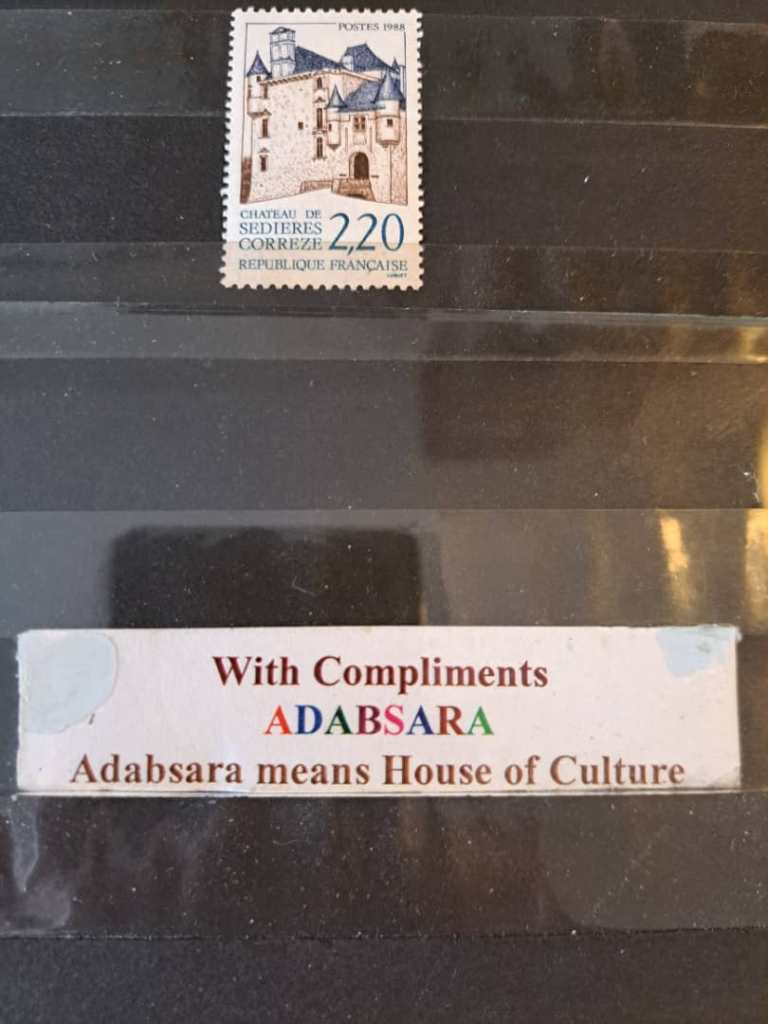 POSTES 1988
CHATEAU DE
SEDIERES
CORREZE 2,20
REPUBLIQUE FRANÇAISE
With Compliments
ADABSARA
Adabsara means House of Culture